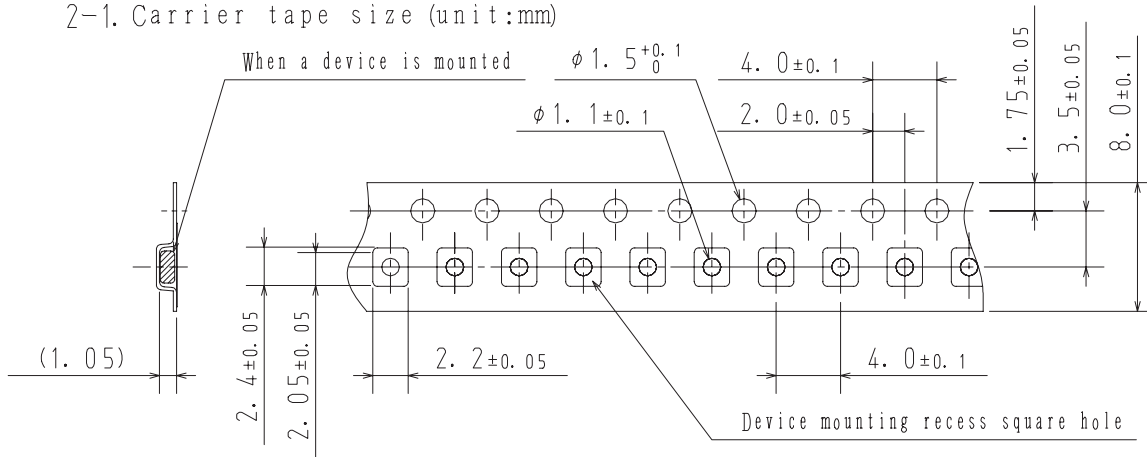 2-1. Carrier tape size (unit:mm)
When a device is mounted
φ1.5 +0.1 0
4.0±0.1
φ1.1±0.1
2.0±0.05
1.75±0.05
3.5±0.05
8.0±0.1
(1.05)
2.4±0.05
2.05±0.05
2.2±0.05
4.0±0.1
Device mounting recess square hole